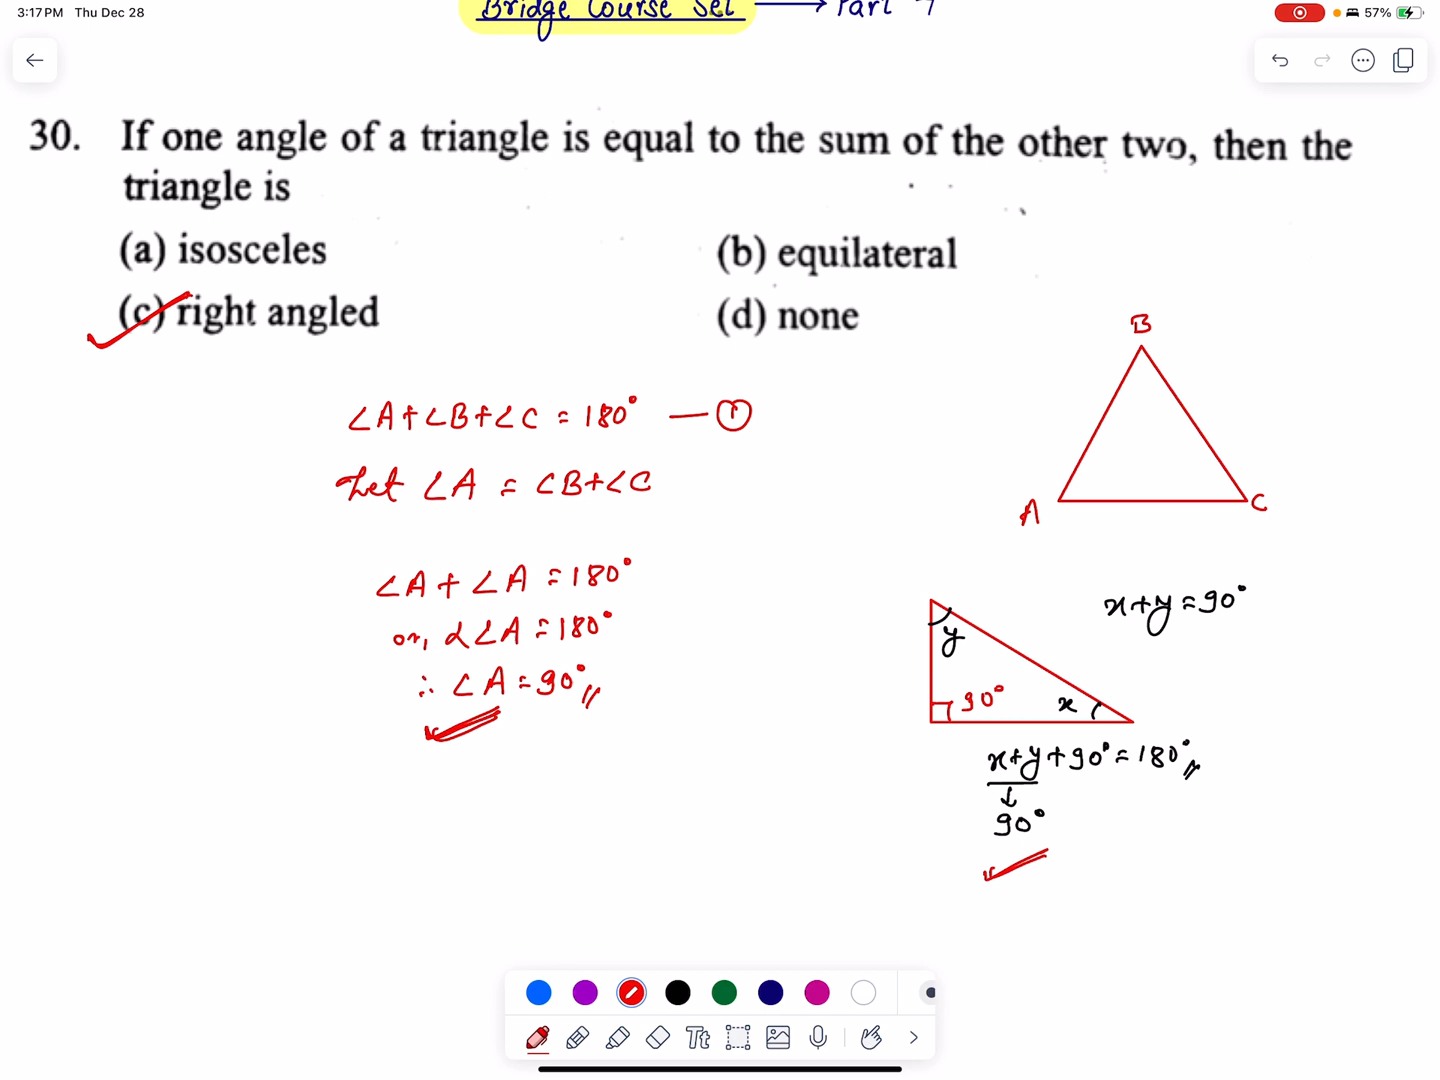 3:17 PM Thu Dec 28
57%
Bridge Course Set → Part
30. If one angle of a triangle is equal to the sum of the other two, then the
triangle is
(a) isosceles
(b) equilateral
(c) right angled
(d) none
∠A+∠B+∠C = 180° — ①
Let ∠A = ∠B+∠C
∠A + ∠A = 180°
or, 2∠A = 180°
∴ ∠A = 90°
B
A
C
x+y = 90°
y
90°
x
x+y+90° = 180°
↓
90°
Tt